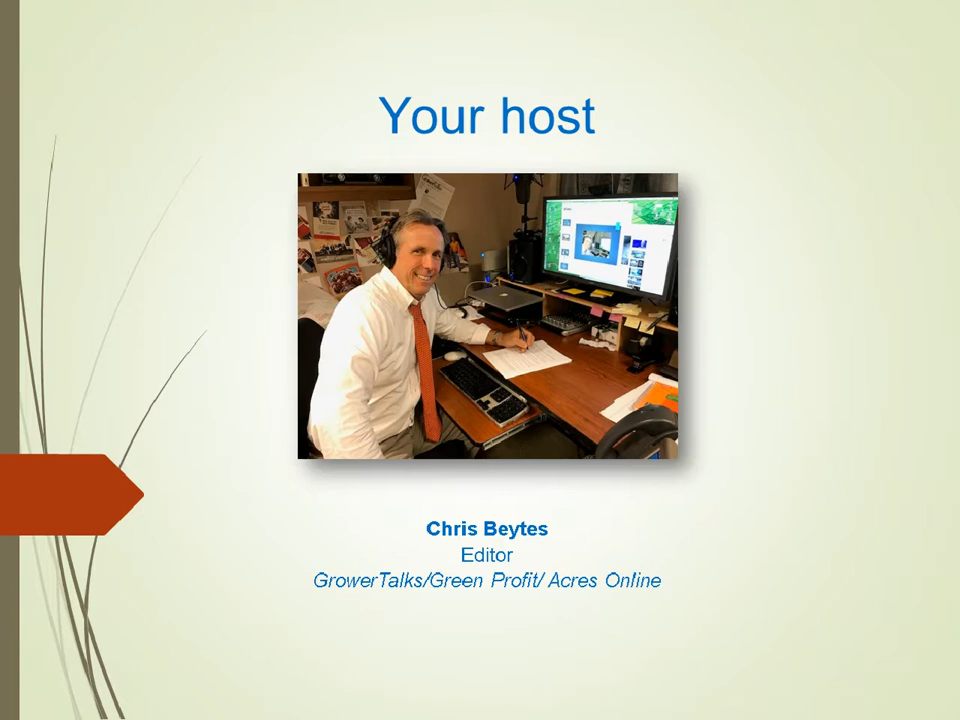 Your host
Chris Beytes
Editor
GrowerTalks/Green Profit/ Acres Online